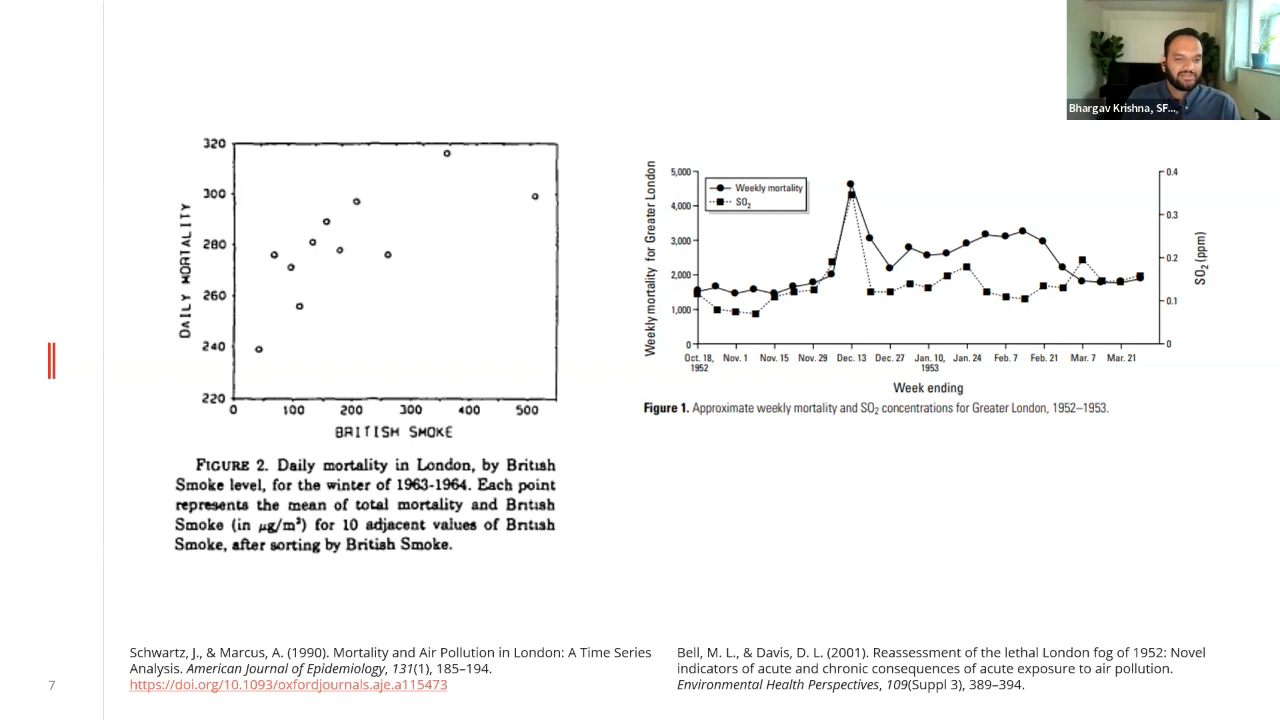 Bhargav Krishna, SF...
320
300
280
260
240
220
DAILY MORTALITY
0 100 200 300 400 500
BRITISH SMOKE
FIGURE 2. Daily mortality in London, by British
Smoke level, for the winter of 1963-1964. Each point
represents the mean of total mortality and British
Smoke (in μg/m³) for 10 adjacent values of British
Smoke, after sorting by British Smoke.
Weekly mortality for Greater London
5,000
4,000
3,000
2,000
1,000
0
Weekly mortality
SO₂
0.4
0.3
0.2
0.1
0
SO₂ (ppm)
Oct. 18, Nov. 1 Nov. 15 Nov. 29 Dec. 13 Dec. 27 Jan. 10, Jan. 24 Feb. 7 Feb. 21 Mar. 7 Mar. 21
1952 1953
Week ending
Figure 1. Approximate weekly mortality and SO₂ concentrations for Greater London, 1952–1953.
Schwartz, J., & Marcus, A. (1990). Mortality and Air Pollution in London: A Time Series
Analysis. American Journal of Epidemiology, 131(1), 185–194.
https://doi.org/10.1093/oxfordjournals.aje.a115473
Bell, M. L., & Davis, D. L. (2001). Reassessment of the lethal London fog of 1952: Novel
indicators of acute and chronic consequences of acute exposure to air pollution.
Environmental Health Perspectives, 109(Suppl 3), 389–394.
7